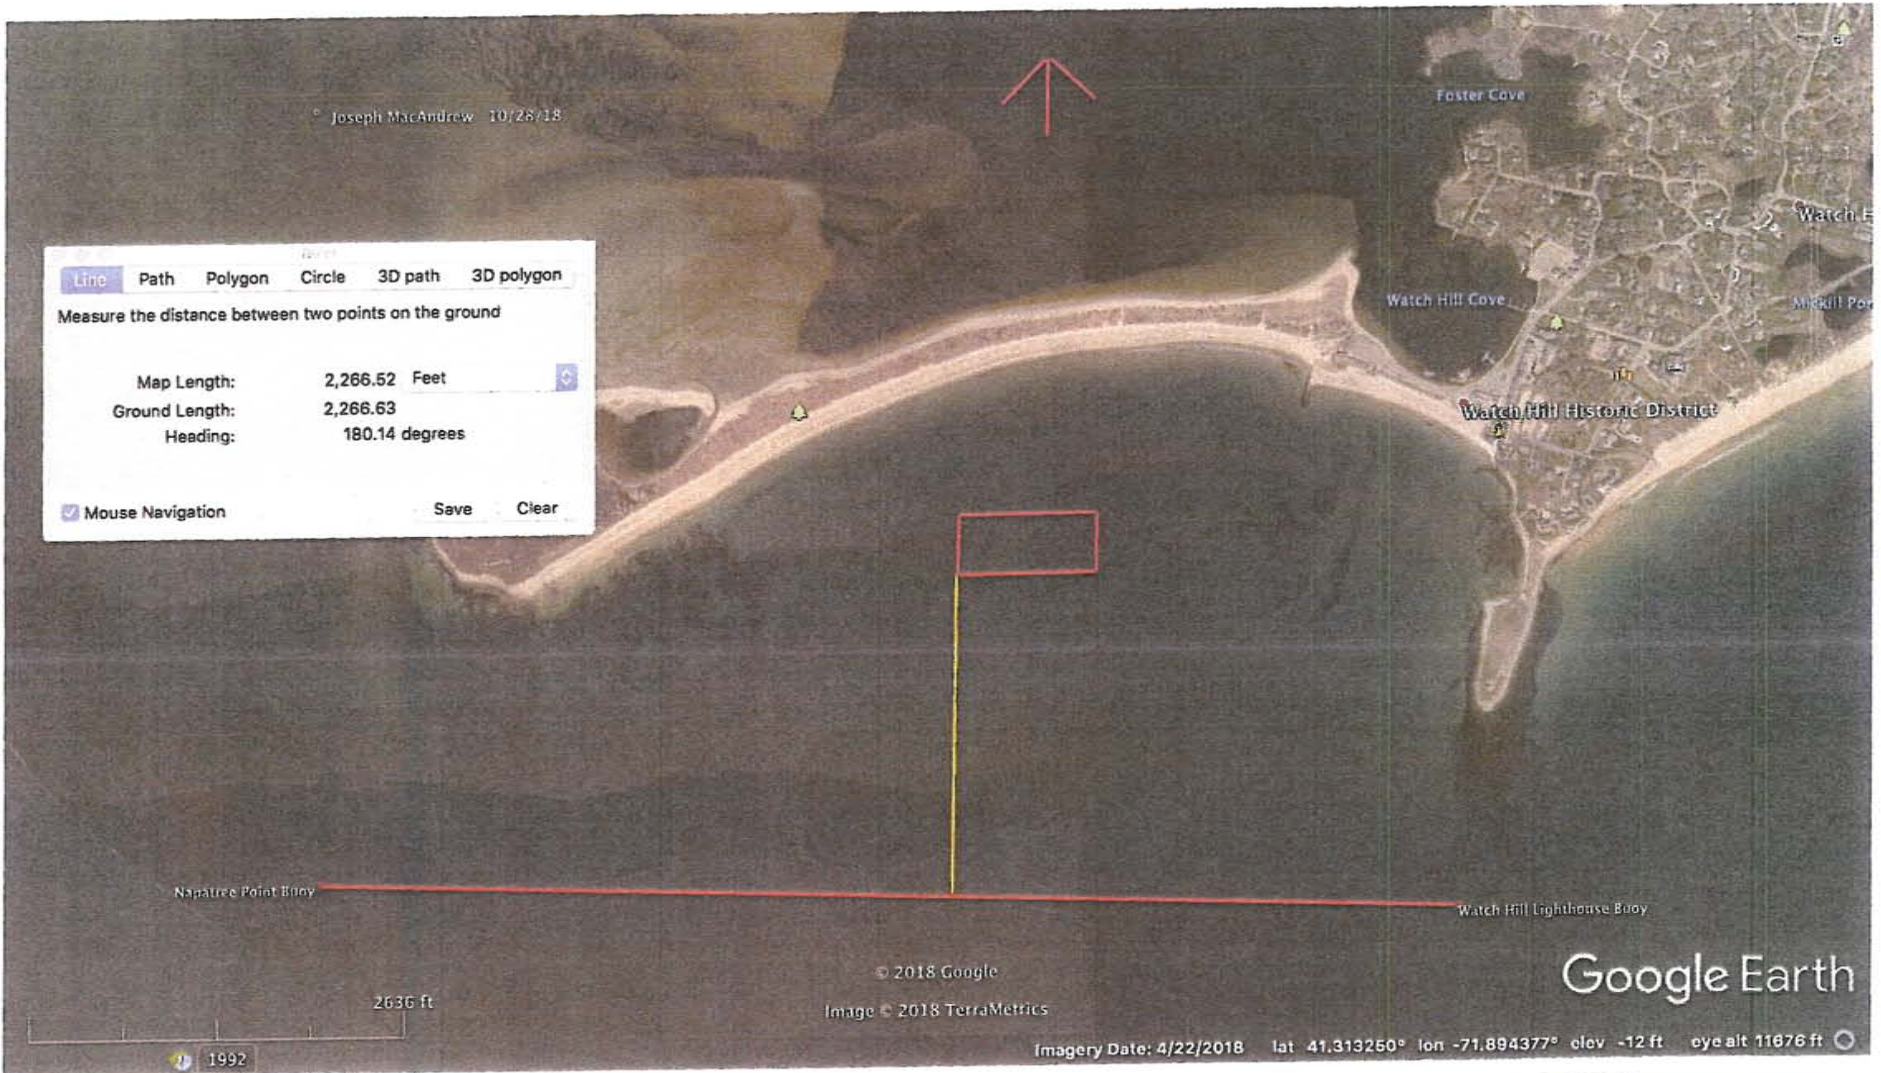 Joseph MacAndrew 10/28/18
Foster Cove
Watch H
Line Path Polygon Circle 3D path 3D polygon
Measure the distance between two points on the ground
Map Length: 2,266.52 Feet
Ground Length: 2,266.63
Heading: 180.14 degrees
Mouse Navigation Save Clear
Watch Hill Cove
Watch Hill Historic District
Napatree Point Buoy
Watch Hill Lighthouse Buoy
© 2018 Google
Google Earth
2636 ft
Image © 2018 TerraMetrics
1992
Imagery Date: 4/22/2018 lat 41.313250° lon -71.894377° elev -12 ft eye alt 11676 ft